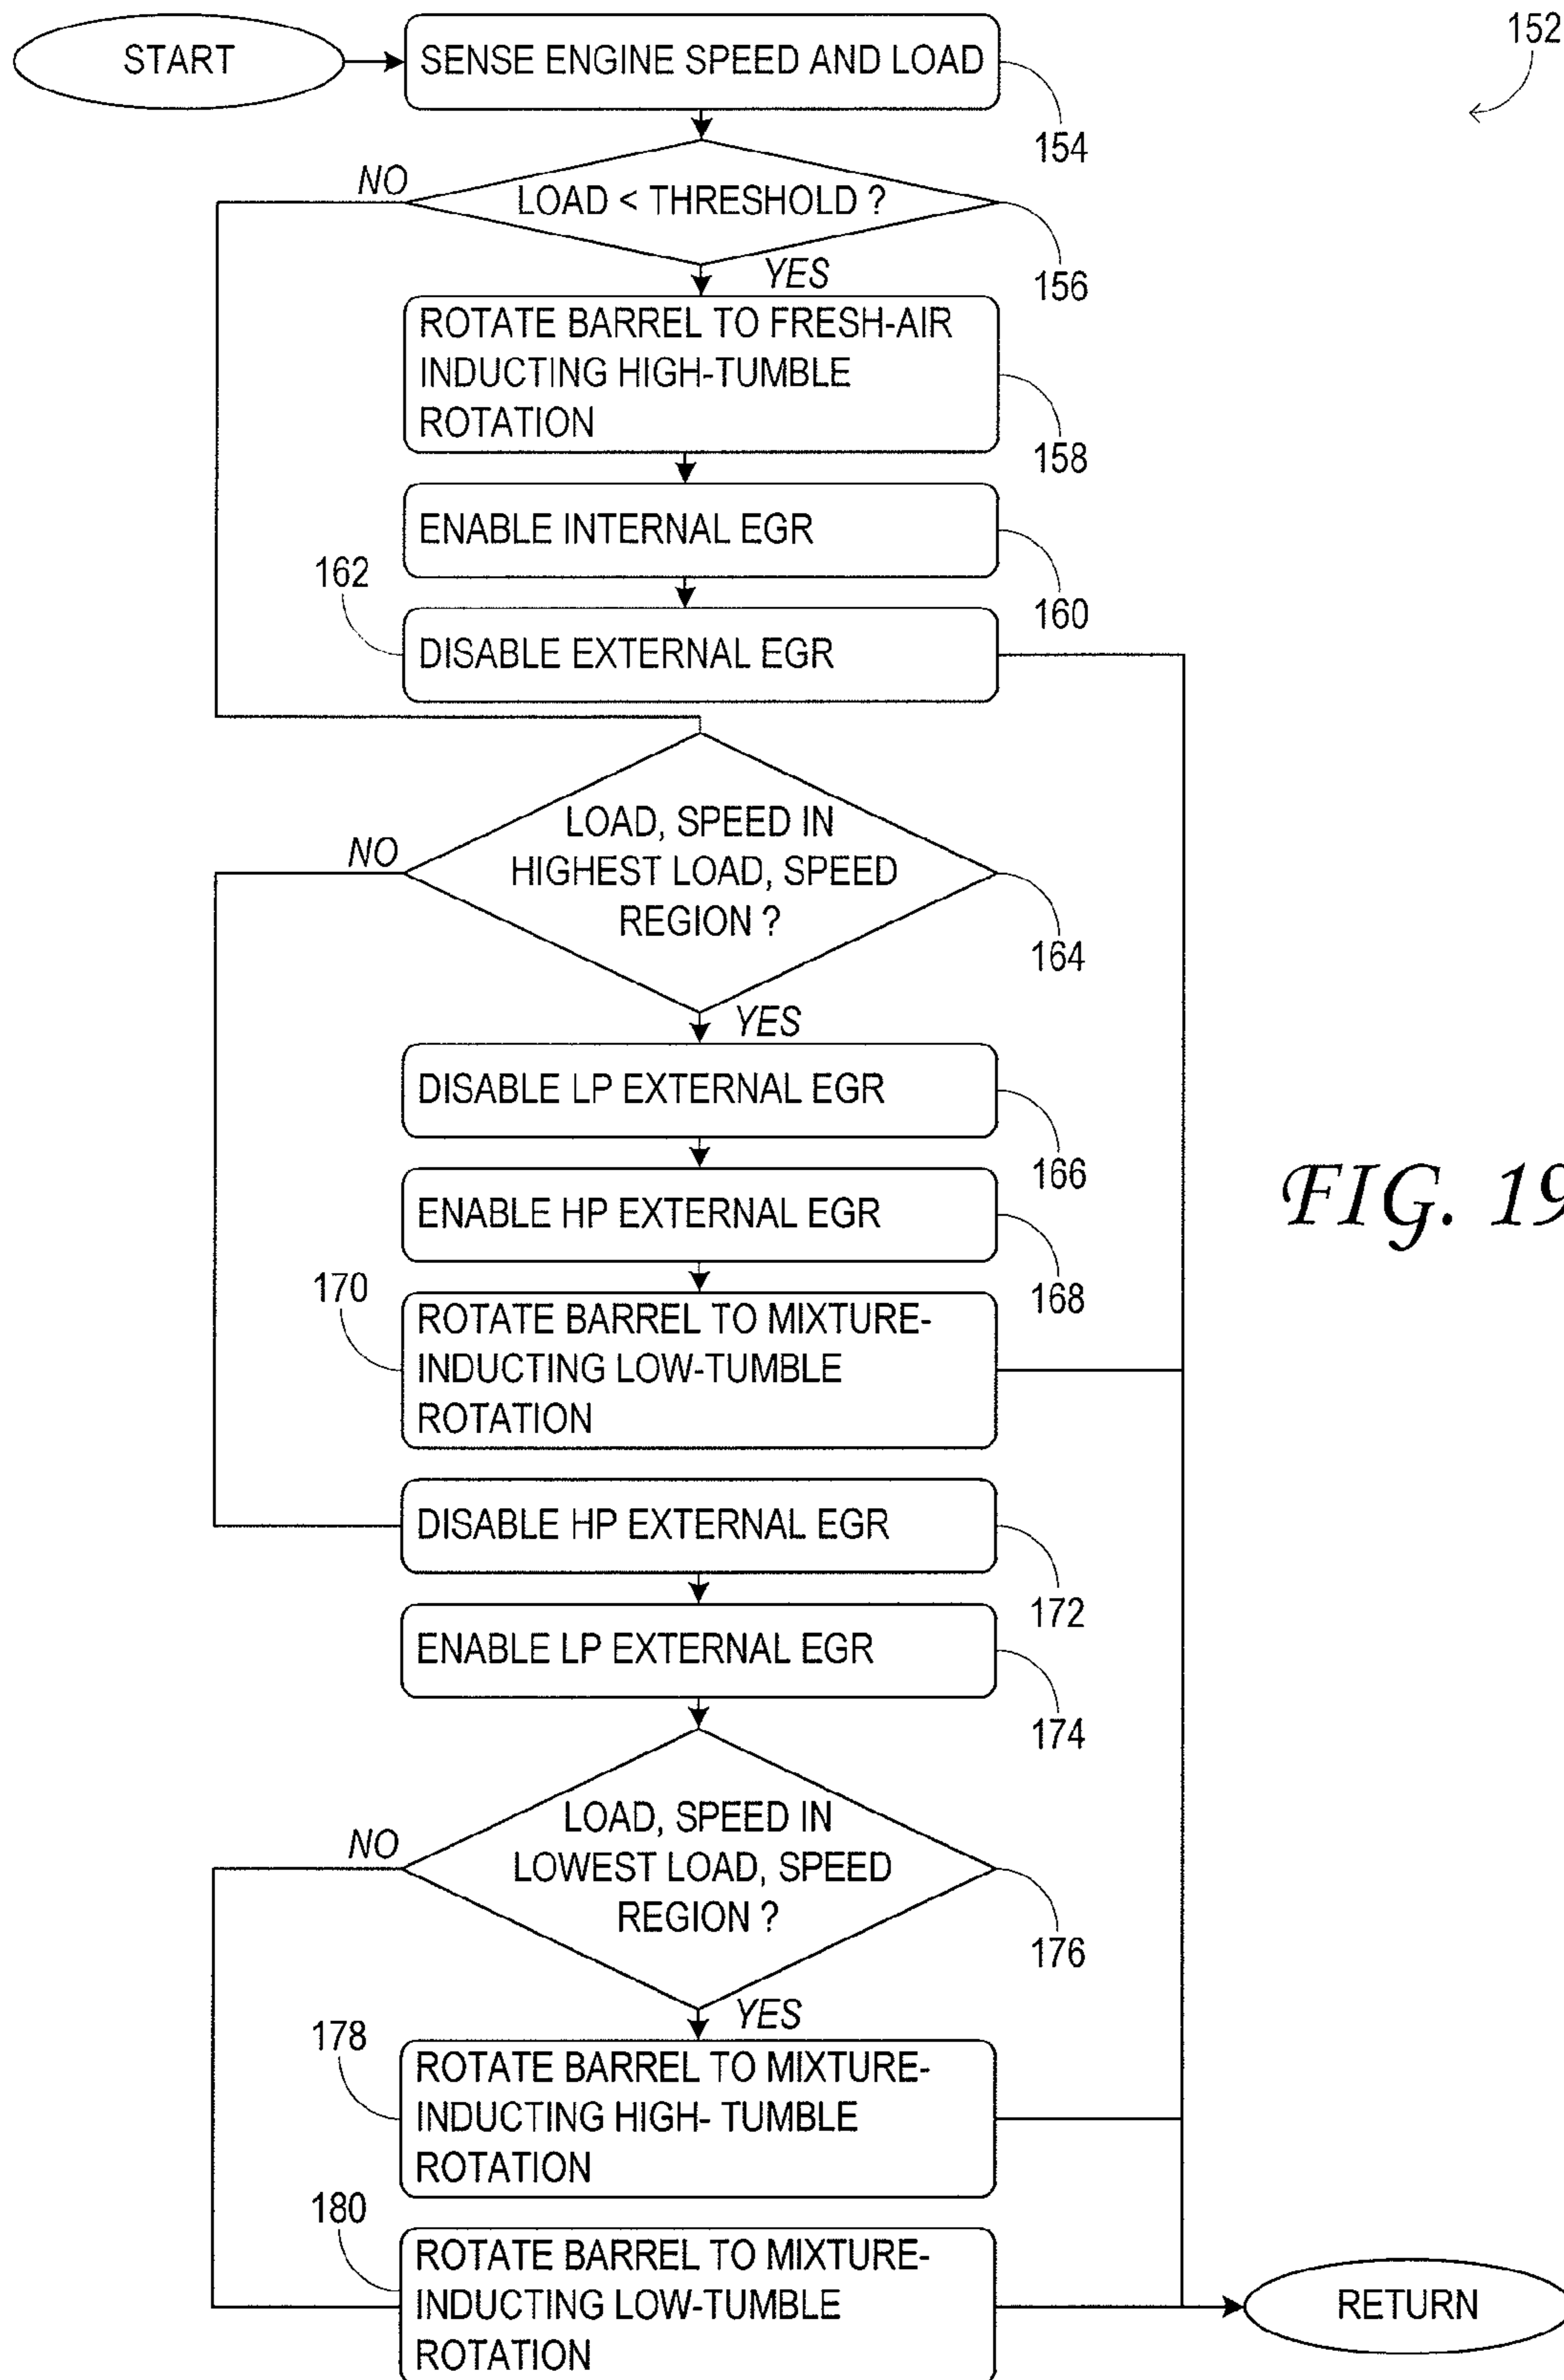 152
START
SENSE ENGINE SPEED AND LOAD
154
NO
LOAD < THRESHOLD ?
156
YES
ROTATE BARREL TO FRESH-AIR
INDUCTING HIGH-TUMBLE
ROTATION
158
ENABLE INTERNAL EGR
160
162
DISABLE EXTERNAL EGR
NO
LOAD, SPEED IN
HIGHEST LOAD, SPEED
REGION ?
164
YES
DISABLE LP EXTERNAL EGR
166
ENABLE HP EXTERNAL EGR
168
170
ROTATE BARREL TO MIXTURE-
INDUCTING LOW-TUMBLE
ROTATION
DISABLE HP EXTERNAL EGR
172
ENABLE LP EXTERNAL EGR
174
NO
LOAD, SPEED IN
LOWEST LOAD, SPEED
REGION ?
176
YES
178
ROTATE BARREL TO MIXTURE-
INDUCTING HIGH- TUMBLE
ROTATION
180
ROTATE BARREL TO MIXTURE-
INDUCTING LOW-TUMBLE
ROTATION
RETURN
FIG. 19